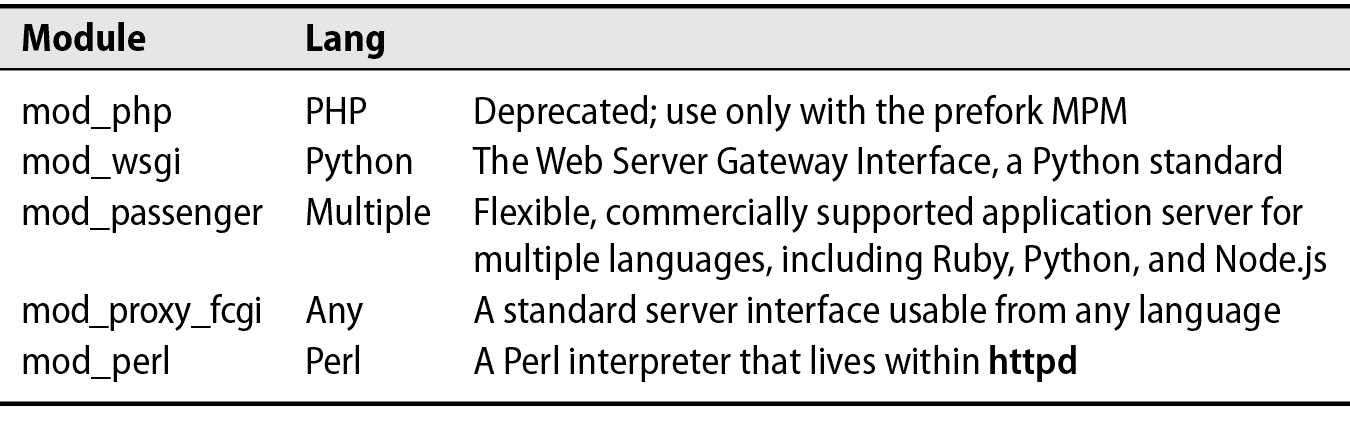 Module Lang
mod_php PHP Deprecated; use only with the prefork MPM
mod_wsgi Python The Web Server Gateway Interface, a Python standard
mod_passenger Multiple Flexible, commercially supported application server for
multiple languages, including Ruby, Python, and Node.js
mod_proxy_fcgi Any A standard server interface usable from any language
mod_perl Perl A Perl interpreter that lives within httpd